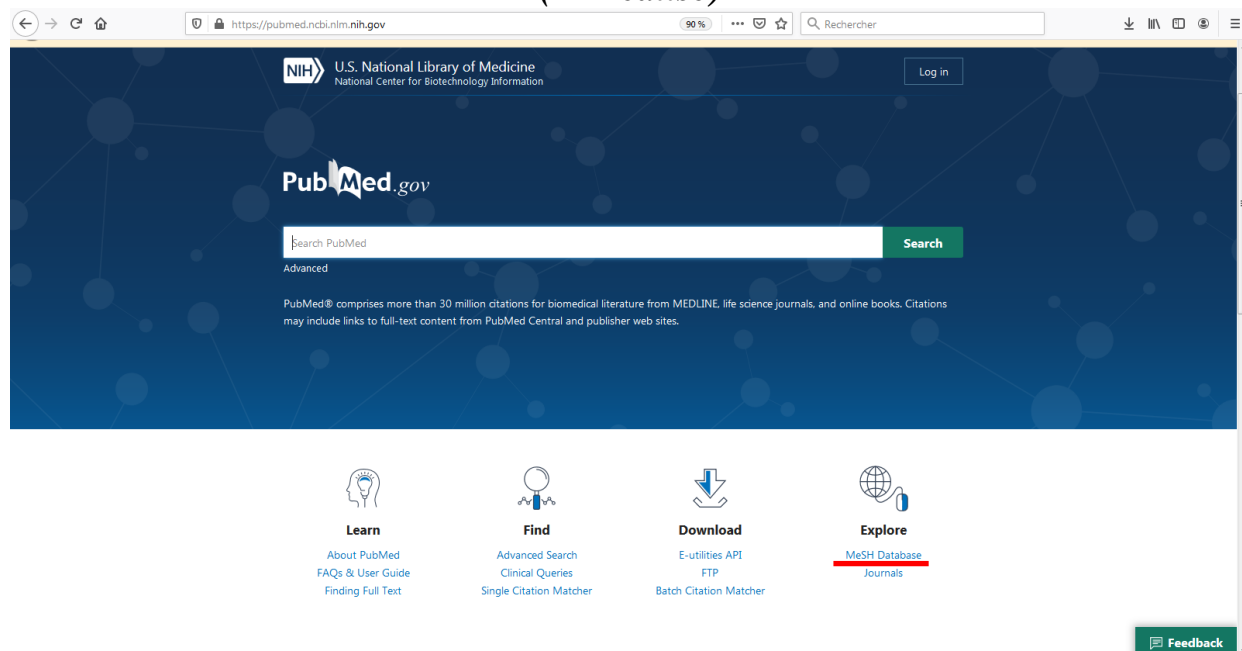 https://pubmed.ncbi.nlm.nih.gov
90 %
Rechercher
NIH
U.S. National Library of Medicine
National Center for Biotechnology Information
Log in
PubMed.gov
Search PubMed
Search
Advanced
PubMed® comprises more than 30 million citations for biomedical literature from MEDLINE, life science journals, and online books. Citations
may include links to full-text content from PubMed Central and publisher web sites.
Learn
About PubMed
FAQs & User Guide
Finding Full Text
Find
Advanced Search
Clinical Queries
Single Citation Matcher
Download
E-utilities API
FTP
Batch Citation Matcher
Explore
MeSH Database
Journals
Feedback